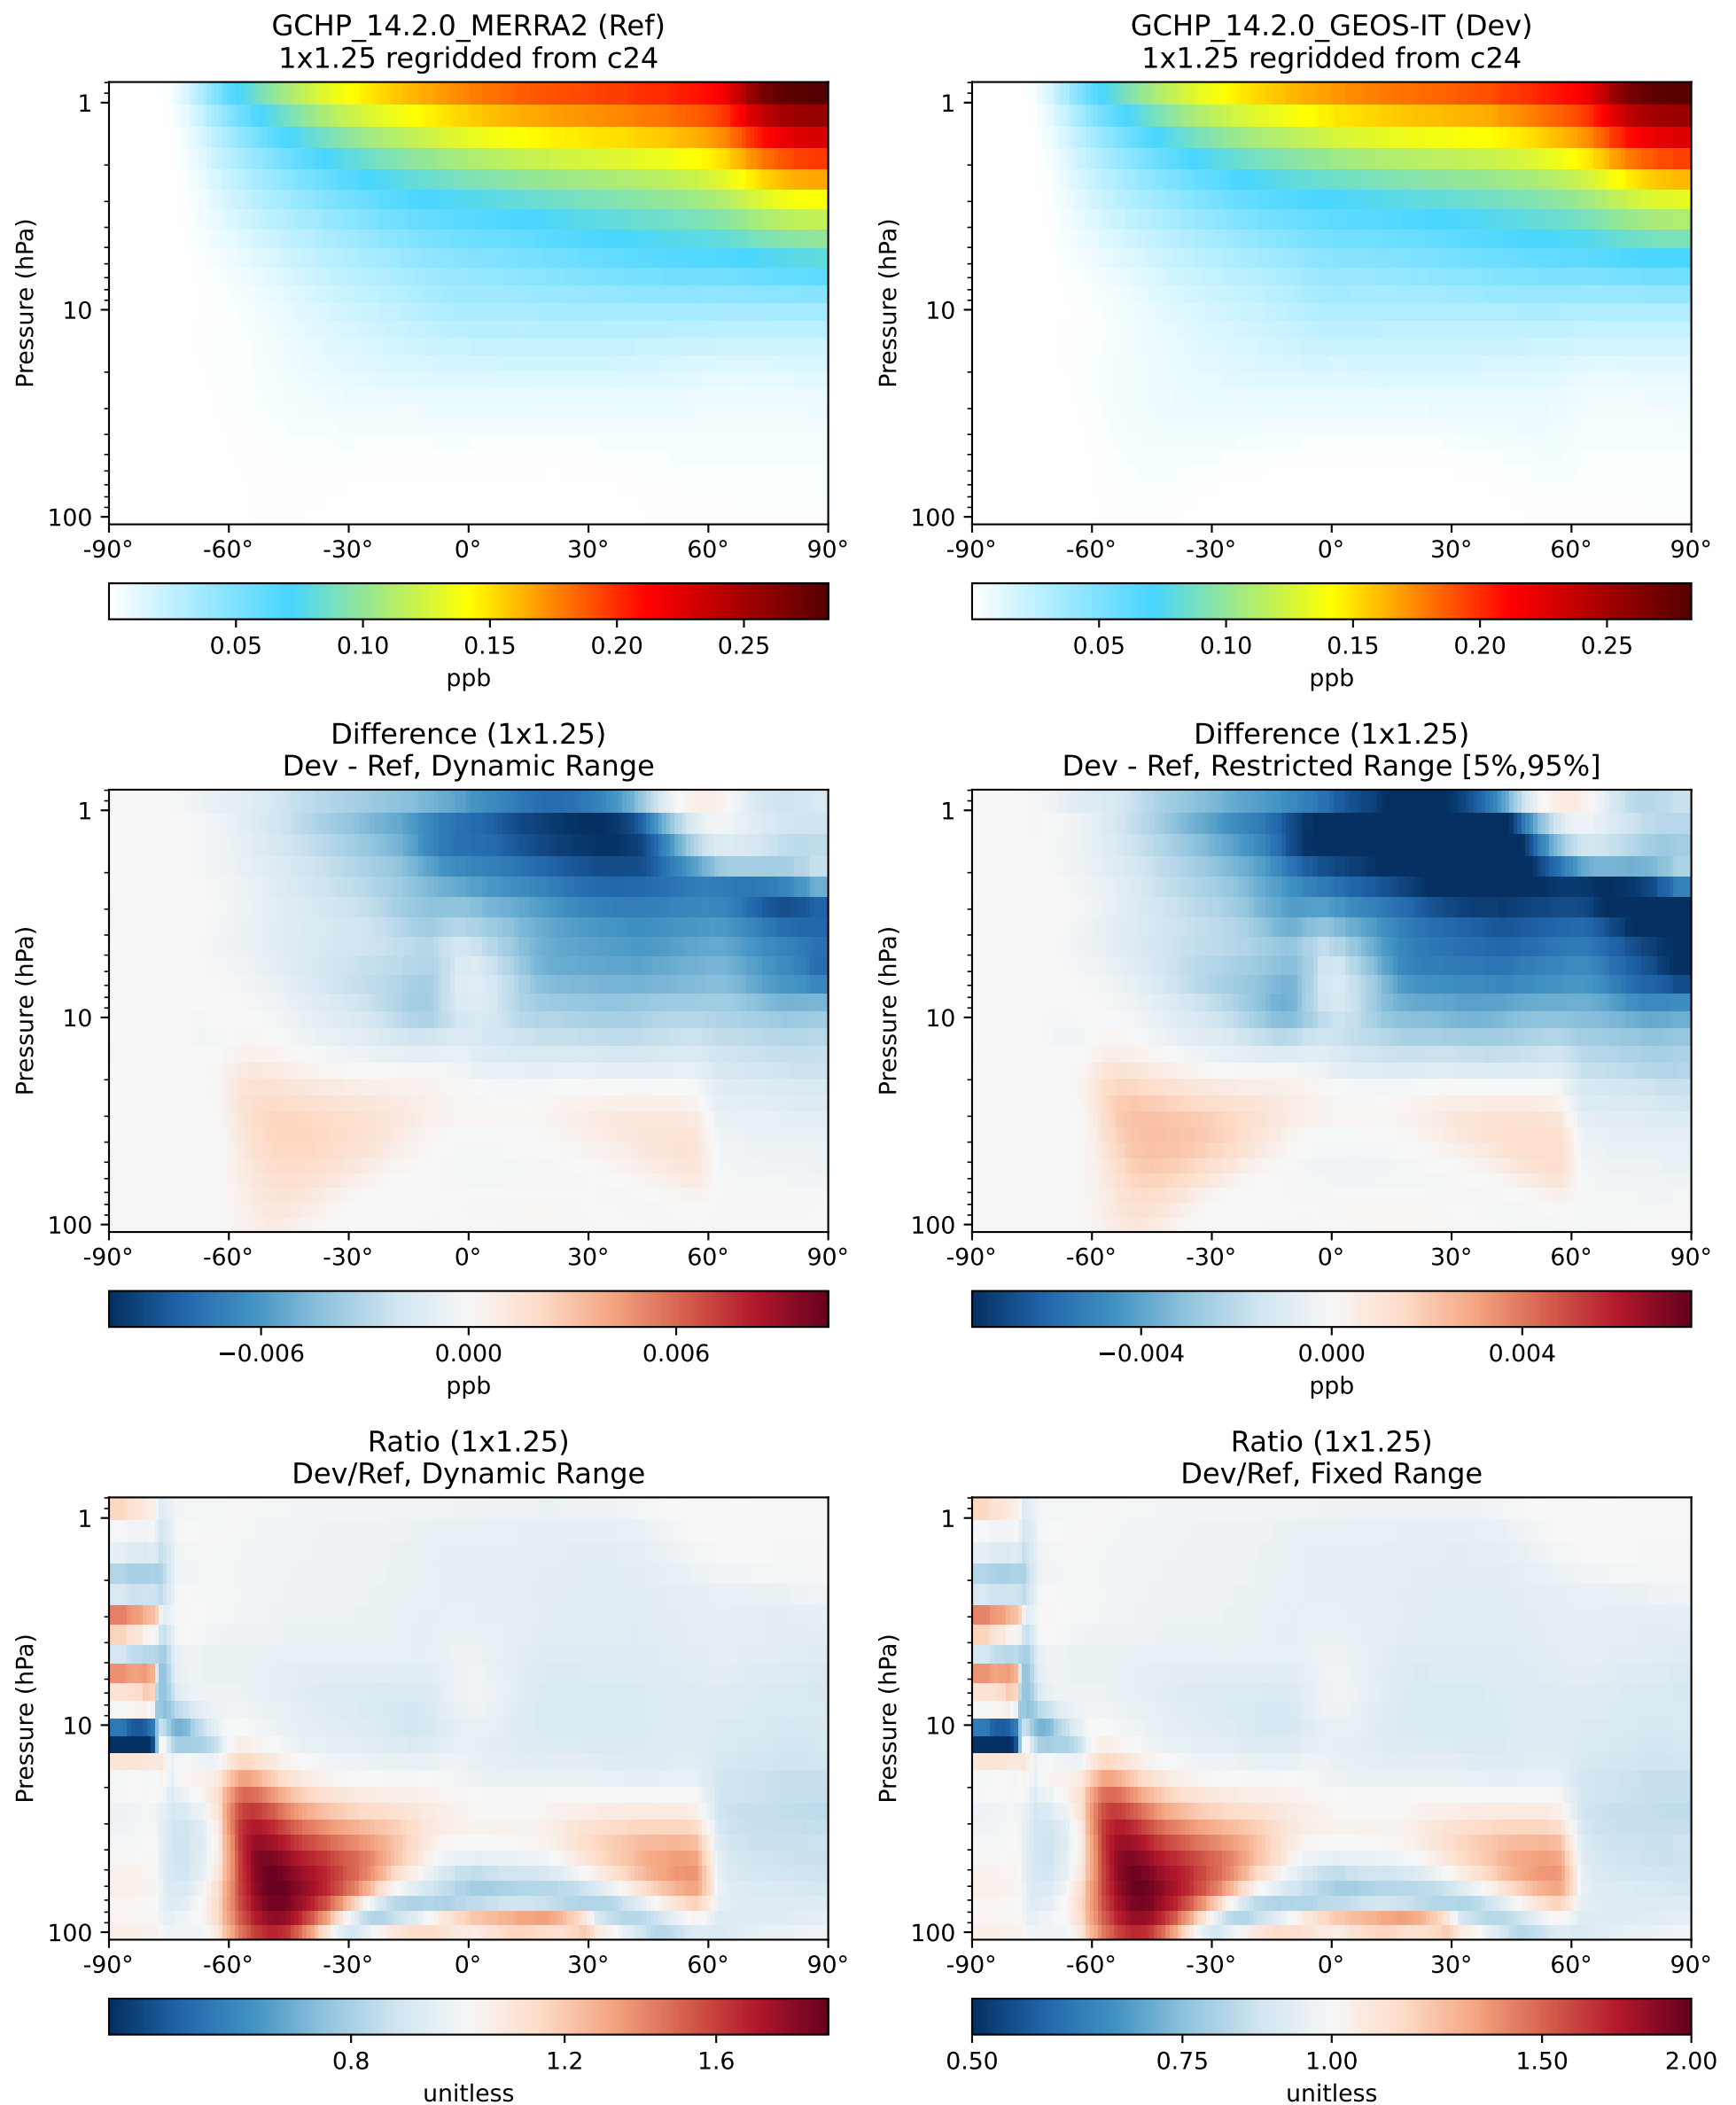 GCHP_14.2.0_MERRA2 (Ref)
1x1.25 regridded from c24
Pressure (hPa)
1
10
100
-90° -60° -30° 0° 30° 60° 90°
0.05 0.10 0.15 0.20 0.25
ppb
GCHP_14.2.0_GEOS-IT (Dev)
1x1.25 regridded from c24
Pressure (hPa)
1
10
100
-90° -60° -30° 0° 30° 60° 90°
0.05 0.10 0.15 0.20 0.25
ppb
Difference (1x1.25)
Dev - Ref, Dynamic Range
Pressure (hPa)
1
10
100
-90° -60° -30° 0° 30° 60° 90°
−0.006 0.000 0.006
ppb
Difference (1x1.25)
Dev - Ref, Restricted Range [5%,95%]
Pressure (hPa)
1
10
100
-90° -60° -30° 0° 30° 60° 90°
−0.004 0.000 0.004
ppb
Ratio (1x1.25)
Dev/Ref, Dynamic Range
Pressure (hPa)
1
10
100
-90° -60° -30° 0° 30° 60° 90°
0.8 1.2 1.6
unitless
Ratio (1x1.25)
Dev/Ref, Fixed Range
Pressure (hPa)
1
10
100
-90° -60° -30° 0° 30° 60° 90°
0.50 0.75 1.00 1.50 2.00
unitless